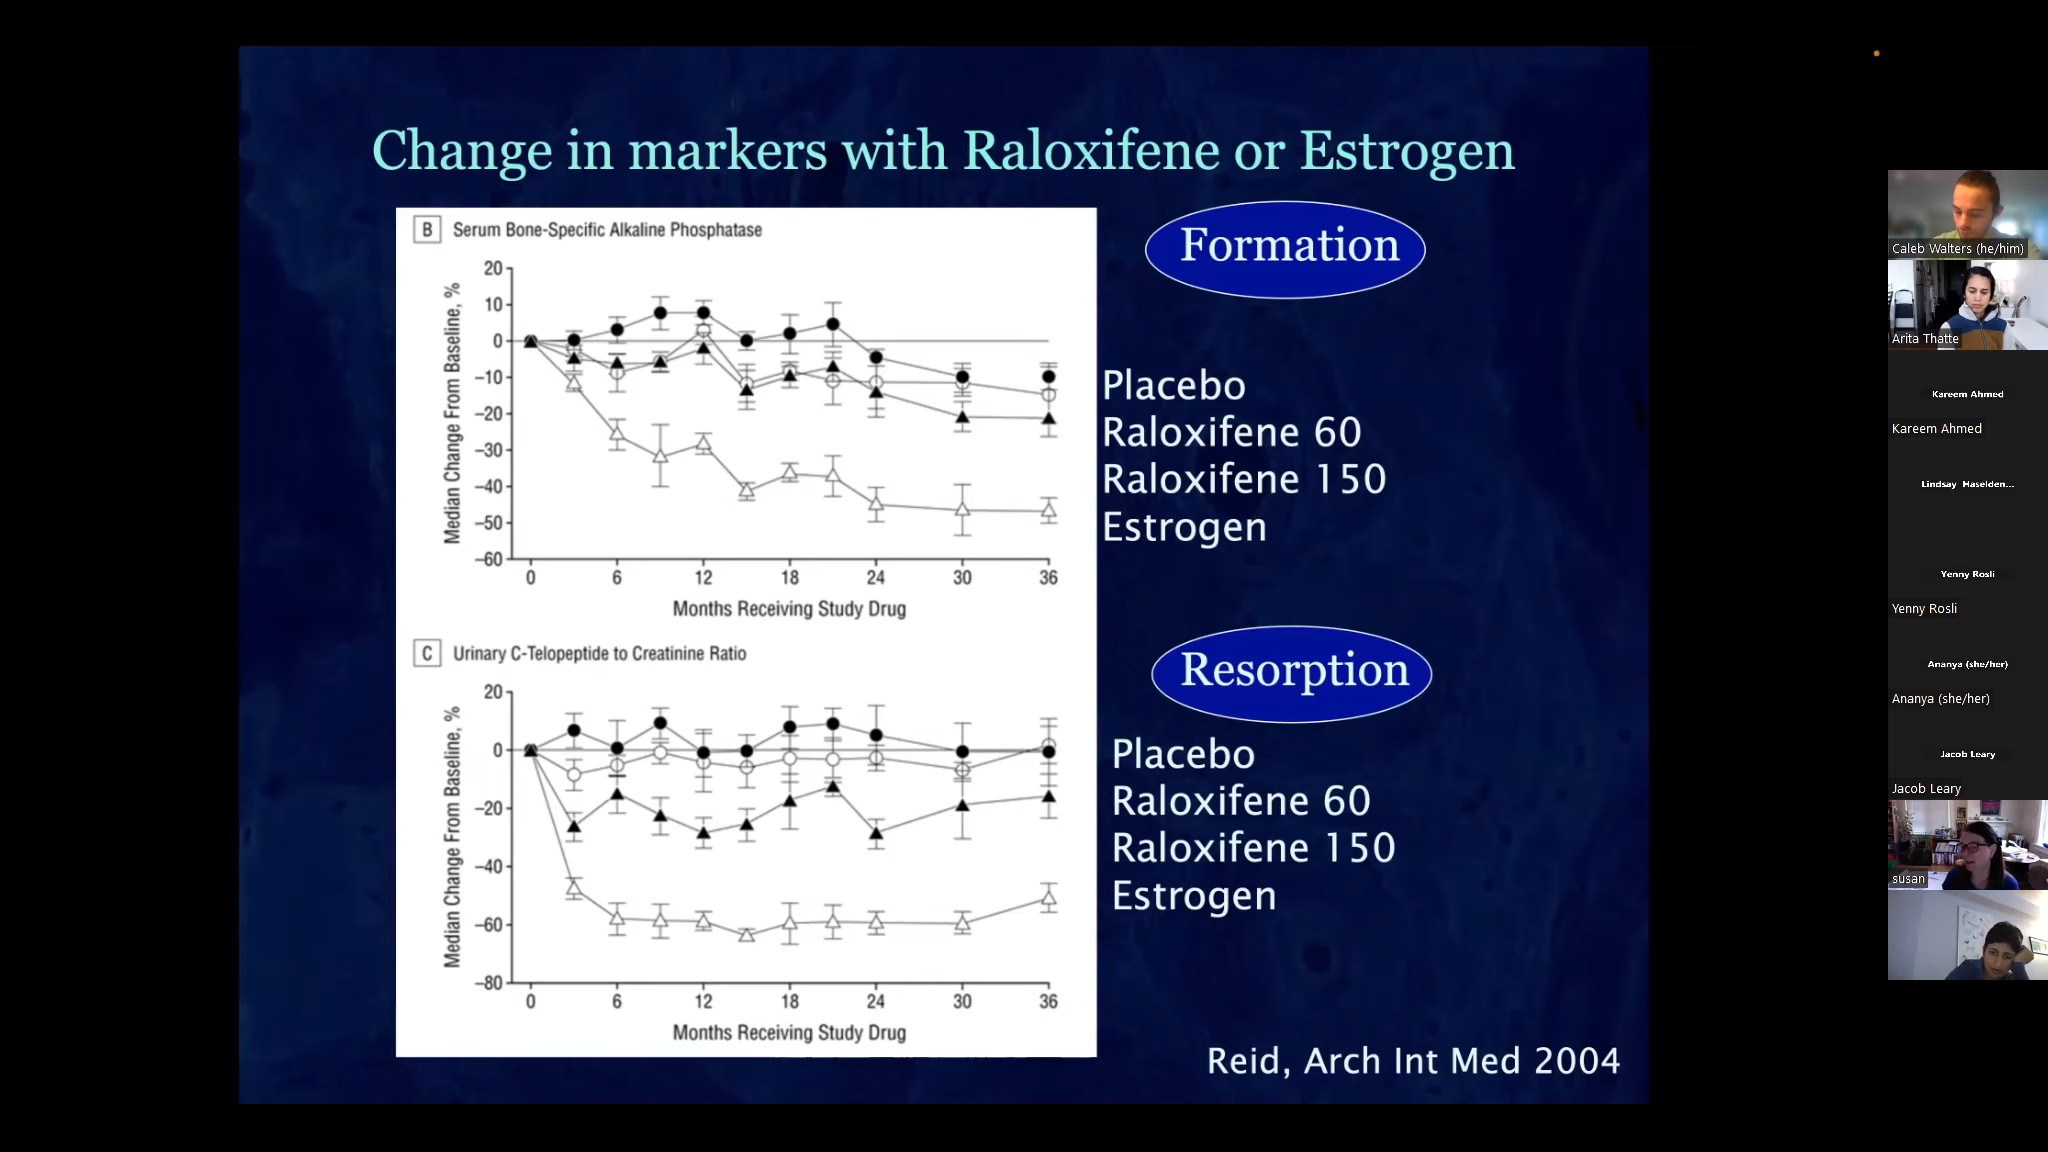 Change in markers with Raloxifene or Estrogen
B Serum Bone-Specific Alkaline Phosphatase
Formation
Median Change From Baseline, %
20
10
0
–10
–20
–30
–40
–50
–60
0 6 12 18 24 30 36
Months Receiving Study Drug
Placebo
Raloxifene 60
Raloxifene 150
Estrogen
C Urinary C-Telopeptide to Creatinine Ratio
Resorption
Median Change From Baseline, %
20
0
–20
–40
–60
–80
0 6 12 18 24 30 36
Months Receiving Study Drug
Placebo
Raloxifene 60
Raloxifene 150
Estrogen
Reid, Arch Int Med 2004
Caleb Walters (he/him)
Arita Thatte
Kareem Ahmed
Kareem Ahmed
Lindsay Haselden...
Yenny Rosli
Yenny Rosli
Ananya (she/her)
Ananya (she/her)
Jacob Leary
Jacob Leary
susan